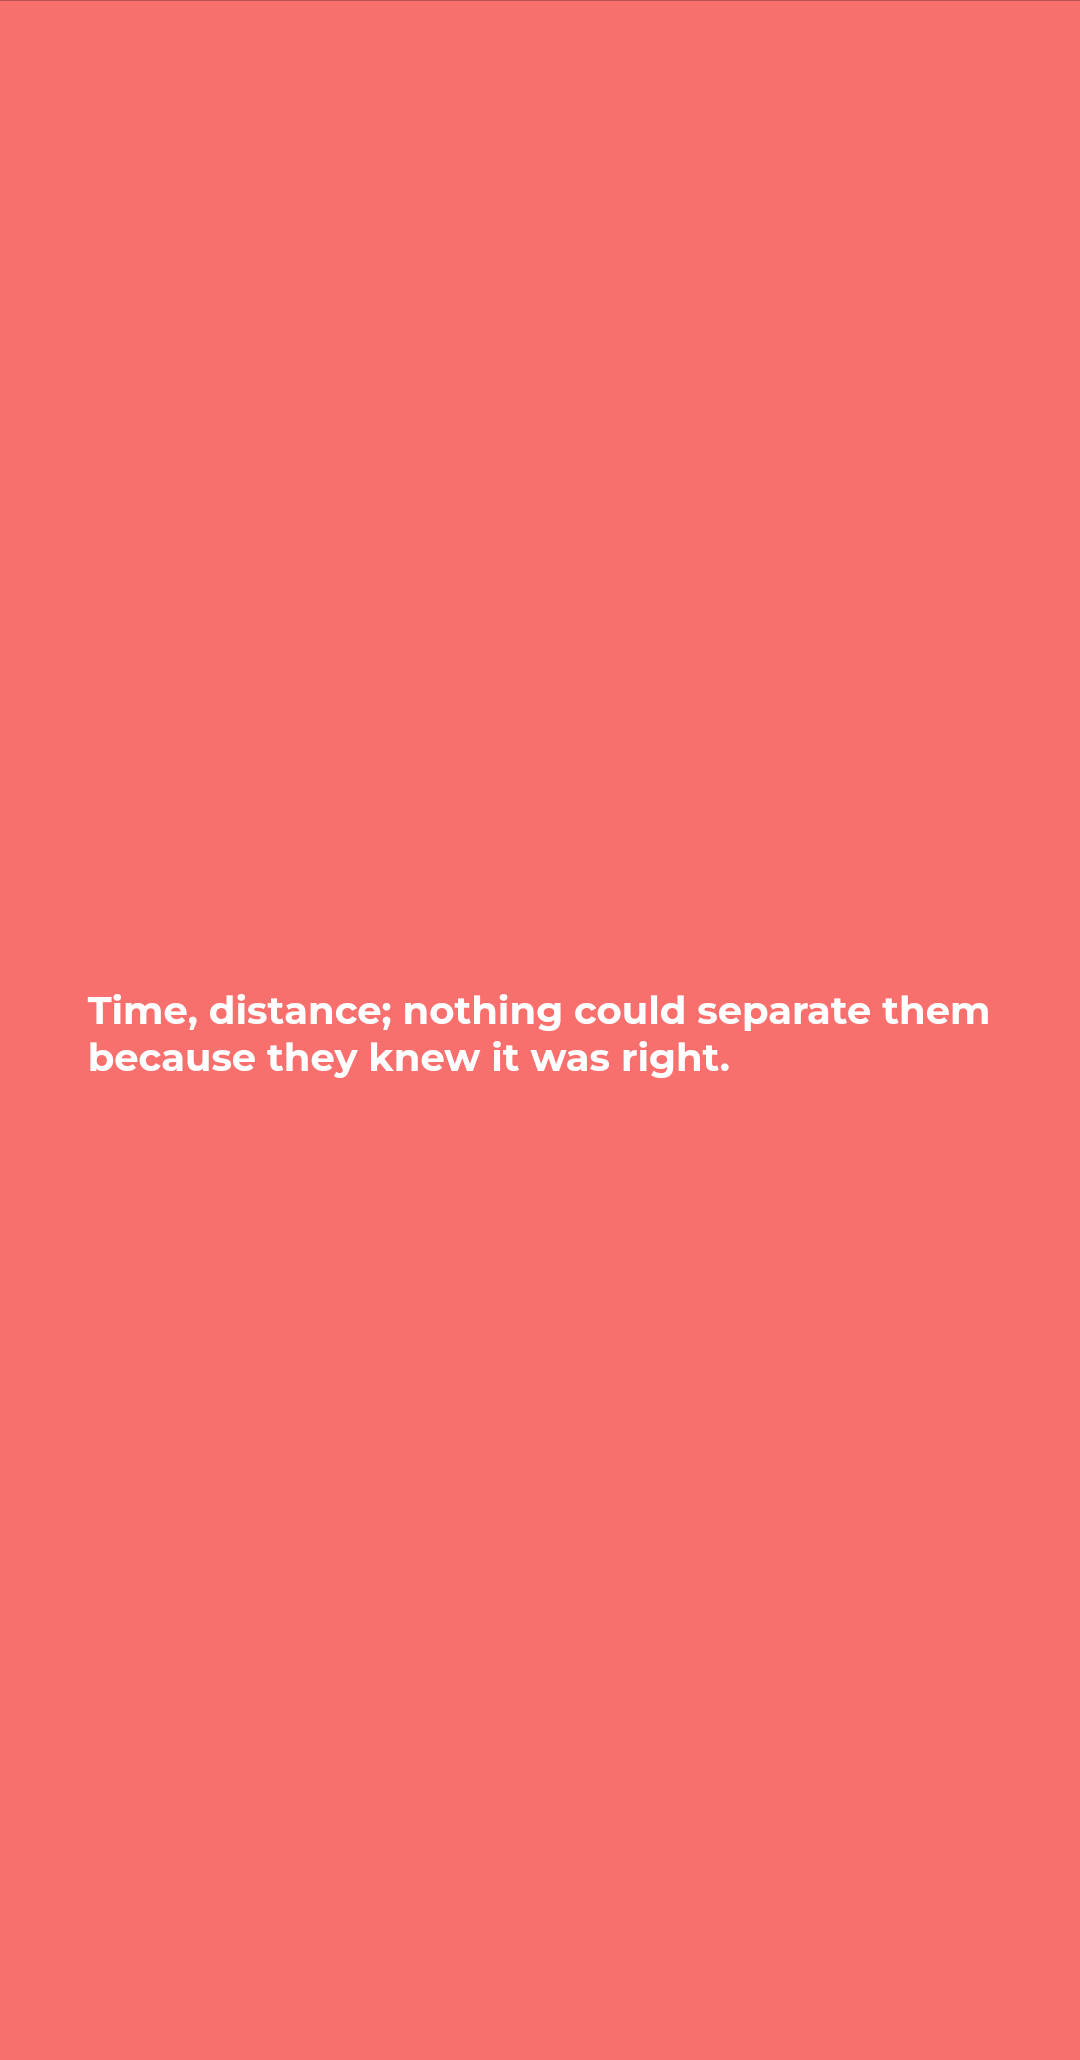 Time, distance; nothing could separate them
because they knew it was right.